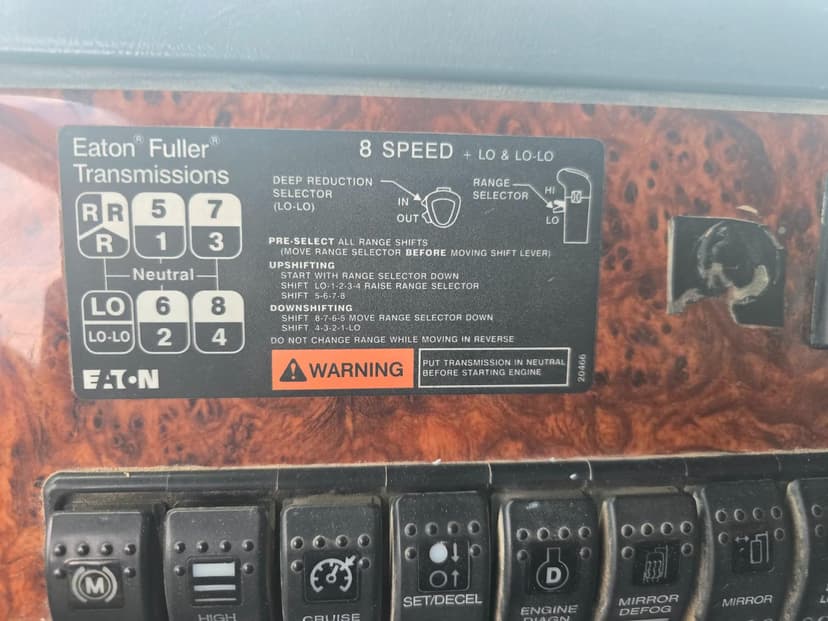 Eaton® Fuller®
Transmissions
8 SPEED + LO & LO-LO
R R 5 7
R 1 3
Neutral
LO 6 8
LO-LO 2 4
EATON
DEEP REDUCTION
SELECTOR
(LO-LO)
IN
OUT
RANGE
SELECTOR
HI
LO
PRE-SELECT ALL RANGE SHIFTS
(MOVE RANGE SELECTOR BEFORE MOVING SHIFT LEVER)
UPSHIFTING
START WITH RANGE SELECTOR DOWN
SHIFT LO-1-2-3-4 RAISE RANGE SELECTOR
SHIFT 5-6-7-8
DOWNSHIFTING
SHIFT 8-7-6-5 MOVE RANGE SELECTOR DOWN
SHIFT 4-3-2-1-LO
DO NOT CHANGE RANGE WHILE MOVING IN REVERSE
WARNING
PUT TRANSMISSION IN NEUTRAL
BEFORE STARTING ENGINE
20466
M
HIGH
CRUISE
SET/DECEL
D
ENGINE
DIAGN
MIRROR
DEFOG
MIRROR